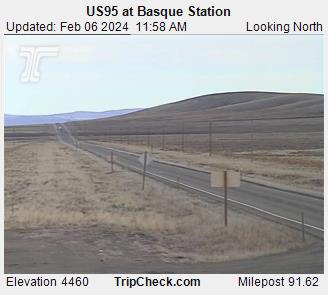 US95 at Basque Station
Updated: Feb 06 2024 11:58 AM Looking North
Elevation 4460 TripCheck.com Milepost 91.62